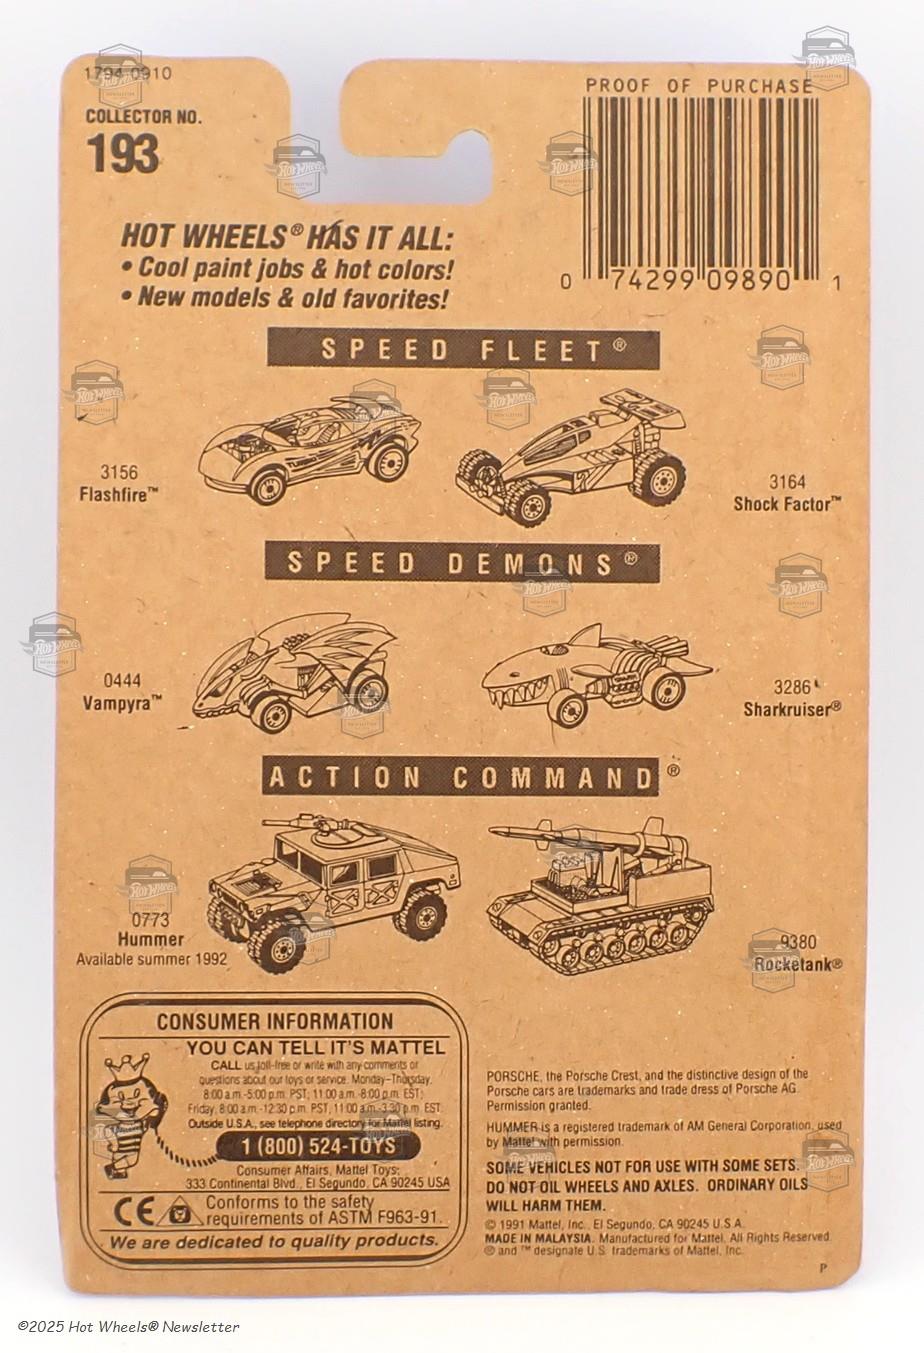 1794-0910
COLLECTOR NO.
193
PROOF OF PURCHASE
0 74299 09890 1
HOT WHEELS® HAS IT ALL:
• Cool paint jobs & hot colors!
• New models & old favorites!
SPEED FLEET®
3156
Flashfire™
TURBO
3164
Shock Factor™
SPEED DEMONS®
0444
Vampyra™
3286
Sharkruiser®
ACTION COMMAND®
0773
Hummer
Available summer 1992
9380
Rocketank®
CONSUMER INFORMATION
YOU CAN TELL IT'S MATTEL
CALL us toll-free or write with any comments or
questions about our toys or service. Monday-Thursday,
8:00 a.m.-5:00 p.m. PST; 11:00 a.m.-8:00 p.m. EST;
Friday, 8:00 a.m.-12:30 p.m. PST, 11:00 a.m.-3:30 p.m. EST.
Outside U.S.A., see telephone directory for Mattel listing.
1 (800) 524-TOYS
Consumer Affairs, Mattel Toys;
333 Continental Blvd., El Segundo, CA 90245 USA
CE Conforms to the safety
requirements of ASTM F963-91.
We are dedicated to quality products.
PORSCHE, the Porsche Crest, and the distinctive design of the
Porsche cars are trademarks and trade dress of Porsche AG.
Permission granted.
HUMMER is a registered trademark of AM General Corporation, used
by Mattel with permission.
SOME VEHICLES NOT FOR USE WITH SOME SETS.
DO NOT OIL WHEELS AND AXLES. ORDINARY OILS
WILL HARM THEM.
© 1991 Mattel, Inc., El Segundo, CA 90245 U.S.A.
MADE IN MALAYSIA. Manufactured for Mattel. All Rights Reserved.
® and ™ designate U.S. trademarks of Mattel, Inc.
P
©2025 Hot Wheels® Newsletter